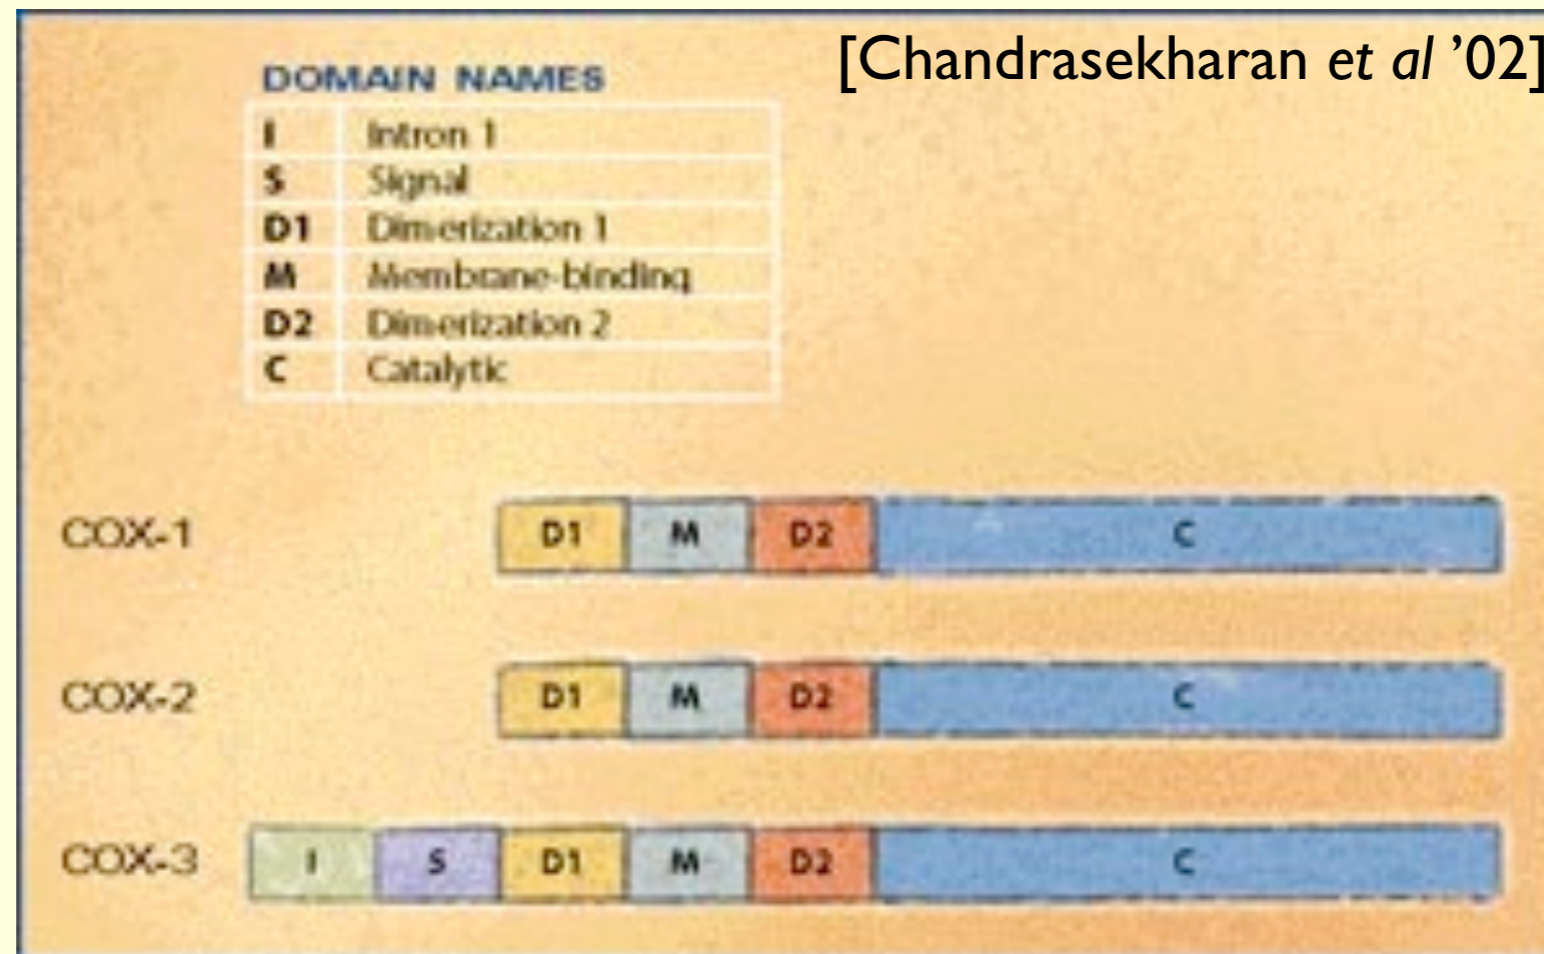 [Chandrasekharan et al ’02]
DOMAIN NAMES
I Intron 1
S Signal
D1 Dimerization 1
M Membrane-binding
D2 Dimerization 2
C Catalytic
COX-1 D1 M D2 C
COX-2 D1 M D2 C
COX-3 I S D1 M D2 C